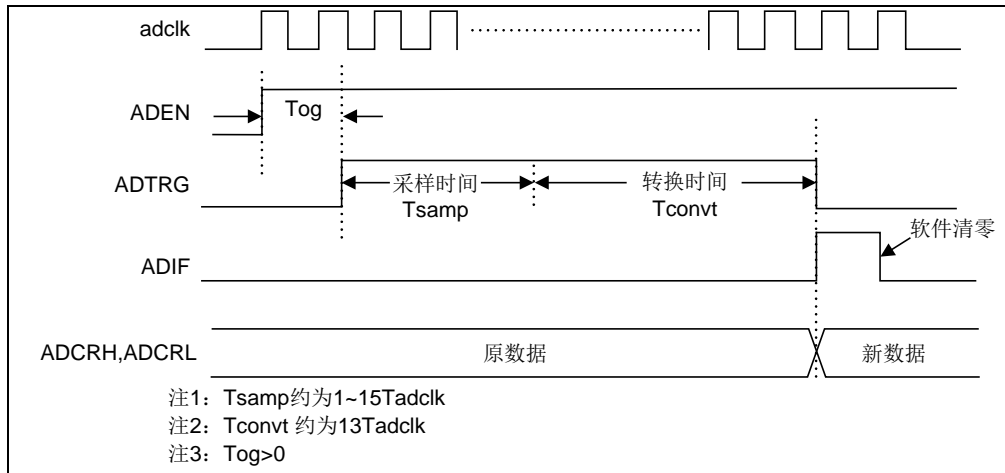 adclk
ADEN
Tog
ADTRG
采样时间
Tsamp
转换时间
Tconvt
软件清零
ADIF
ADCRH,ADCRL
原数据
新数据
注1：Tsamp约为1~15Tadclk
注2：Tconvt 约为13Tadclk
注3：Tog>0